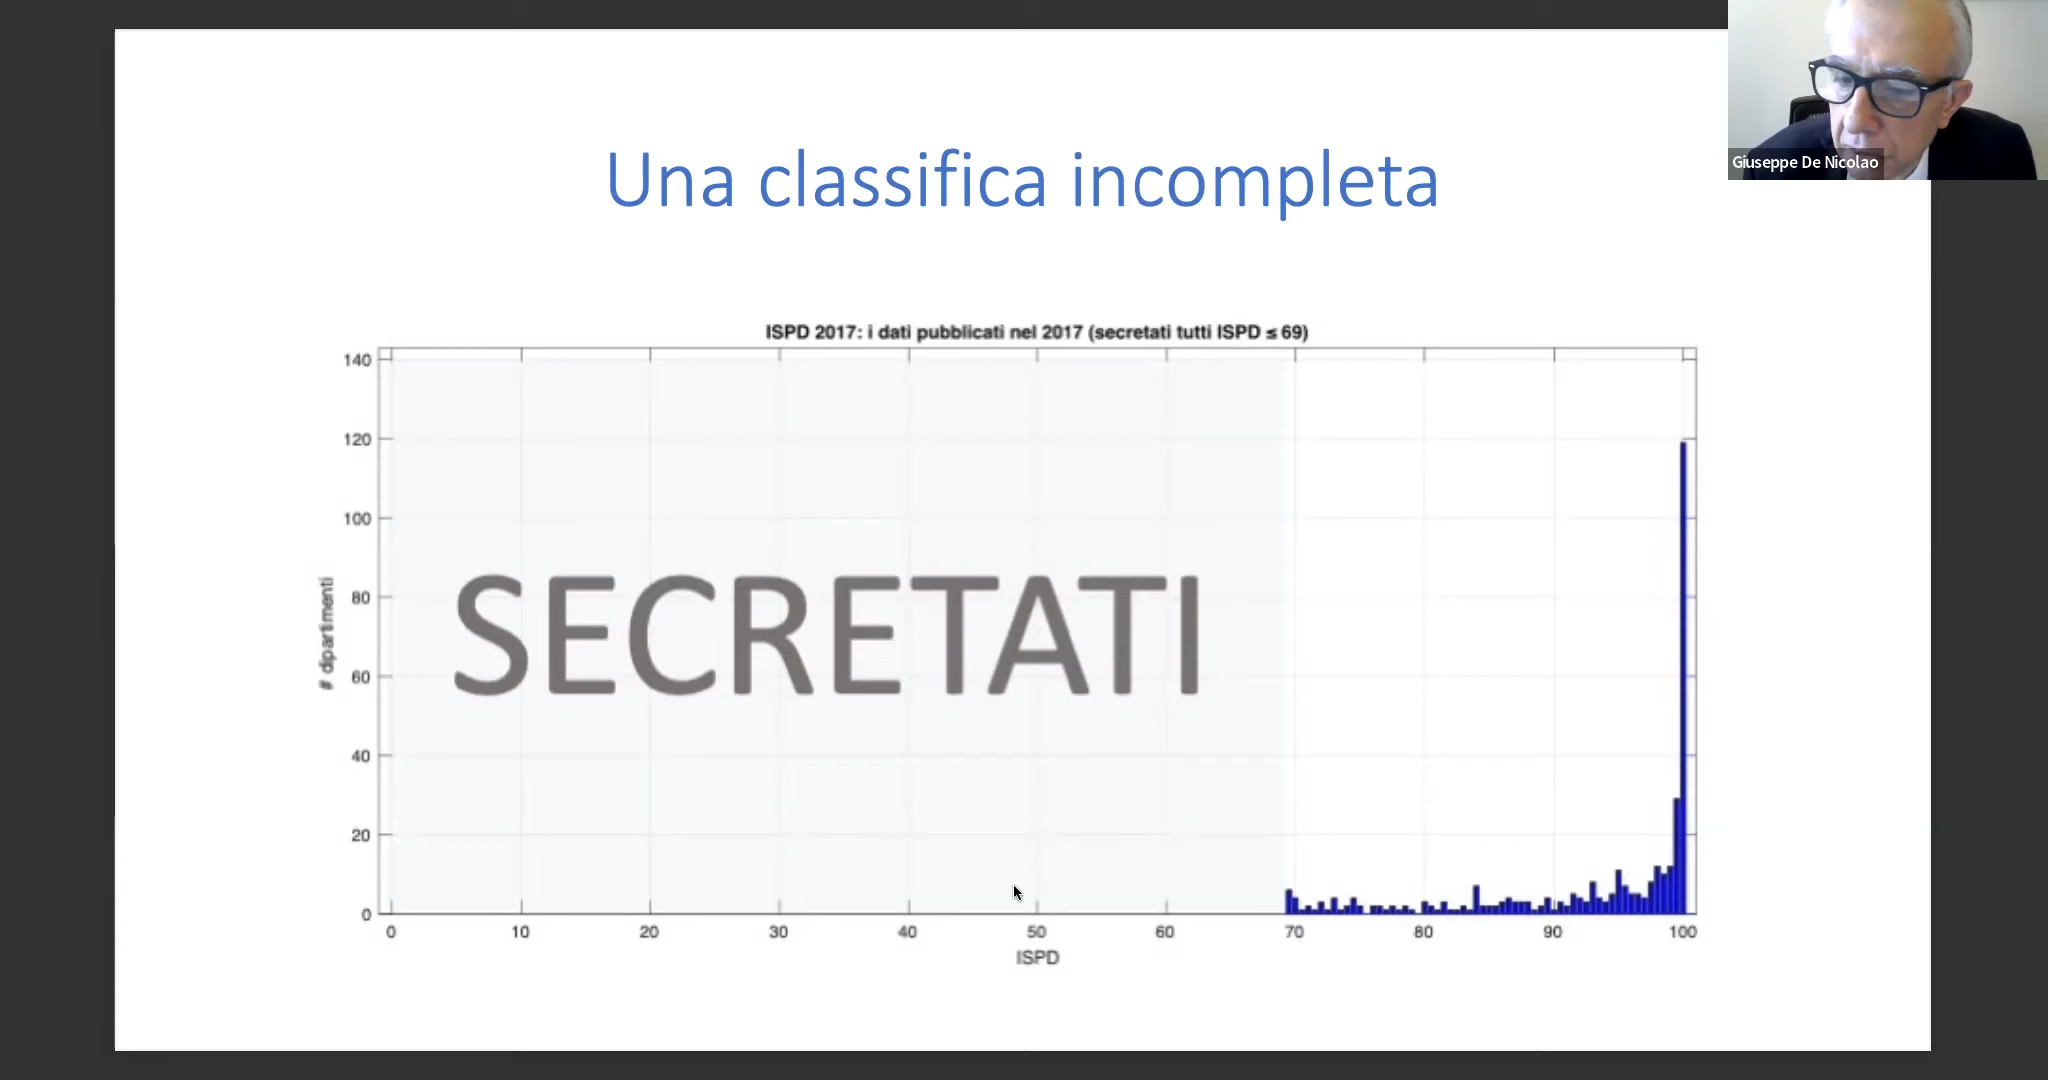 Giuseppe De Nicolao
Una classifica incompleta
ISPD 2017: i dati pubblicati nel 2017 (secretati tutti ISPD ≤ 69)
140
120
100
80
60
40
20
0
# dipartimenti
SECRETATI
0 10 20 30 40 50 60 70 80 90 100
ISPD